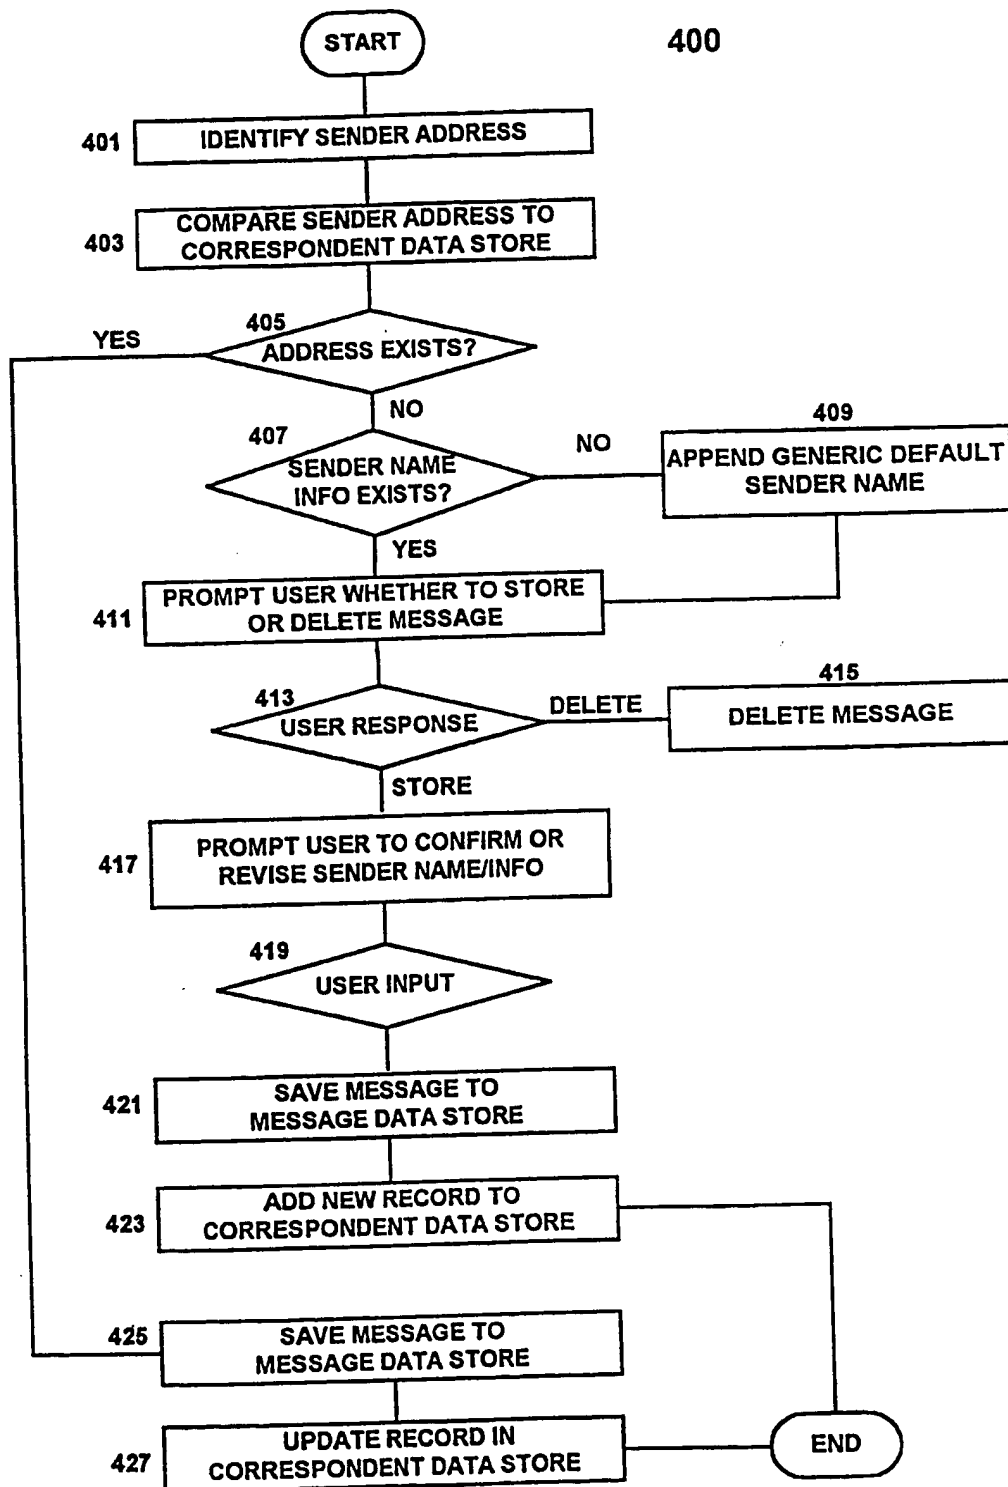 START
400
401
IDENTIFY SENDER ADDRESS
403
COMPARE SENDER ADDRESS TO
CORRESPONDENT DATA STORE
405
YES
ADDRESS EXISTS?
NO
407
SENDER NAME
INFO EXISTS?
NO
409
APPEND GENERIC DEFAULT
SENDER NAME
YES
411
PROMPT USER WHETHER TO STORE
OR DELETE MESSAGE
413
USER RESPONSE
DELETE
415
DELETE MESSAGE
STORE
417
PROMPT USER TO CONFIRM OR
REVISE SENDER NAME/INFO
419
USER INPUT
421
SAVE MESSAGE TO
MESSAGE DATA STORE
423
ADD NEW RECORD TO
CORRESPONDENT DATA STORE
425
SAVE MESSAGE TO
MESSAGE DATA STORE
427
UPDATE RECORD IN
CORRESPONDENT DATA STORE
END